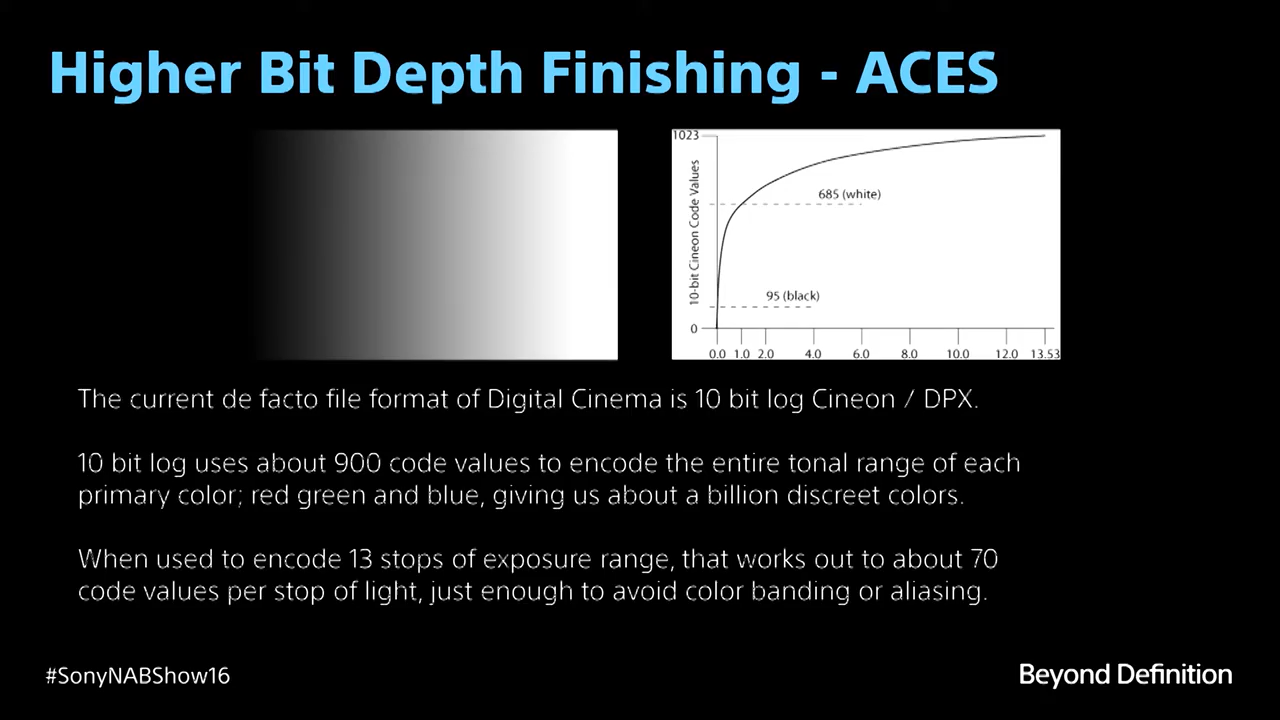 Higher Bit Depth Finishing - ACES
1023
10-bit Cineon Code Values
685 (white)
95 (black)
0
0.0 1.0 2.0 4.0 6.0 8.0 10.0 12.0 13.53
The current de facto file format of Digital Cinema is 10 bit log Cineon / DPX.
10 bit log uses about 900 code values to encode the entire tonal range of each
primary color; red green and blue, giving us about a billion discreet colors.
When used to encode 13 stops of exposure range, that works out to about 70
code values per stop of light, just enough to avoid color banding or aliasing.
#SonyNABShow16
Beyond Definition